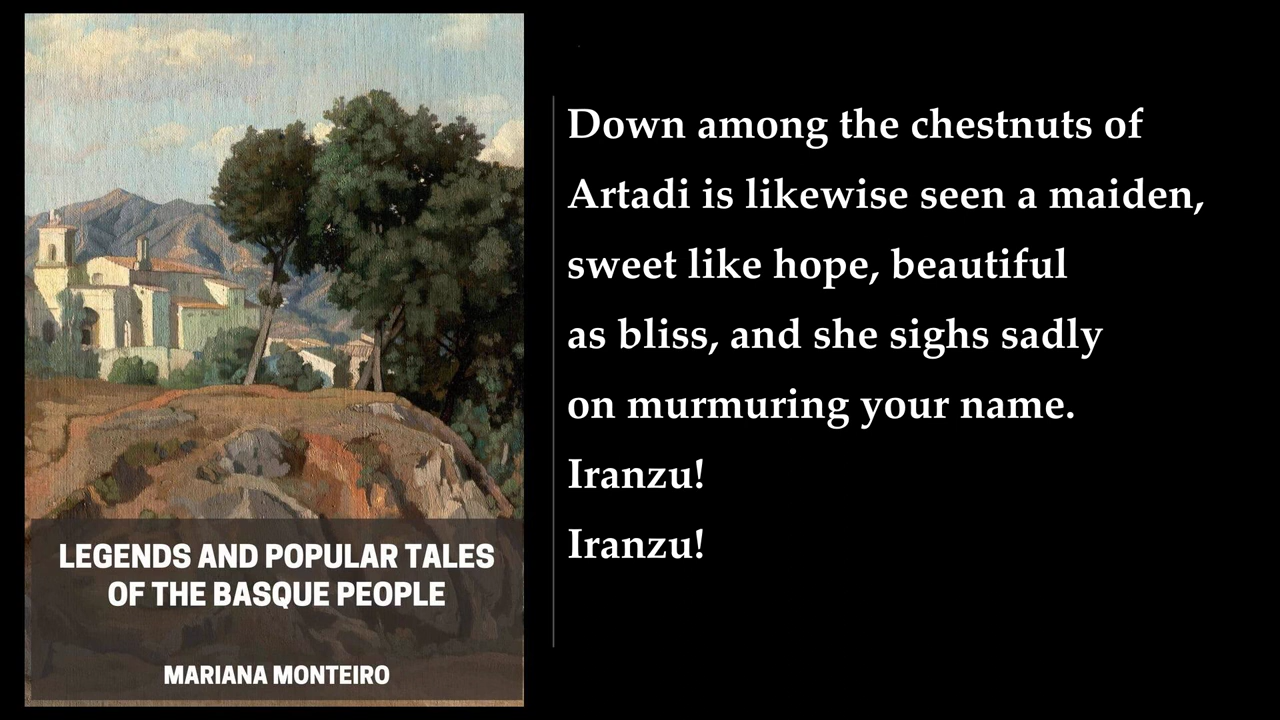 Down among the chestnuts of
Artadi is likewise seen a maiden,
sweet like hope, beautiful
as bliss, and she sighs sadly
on murmuring your name.
Iranzu!
Iranzu!
LEGENDS AND POPULAR TALES
OF THE BASQUE PEOPLE
MARIANA MONTEIRO